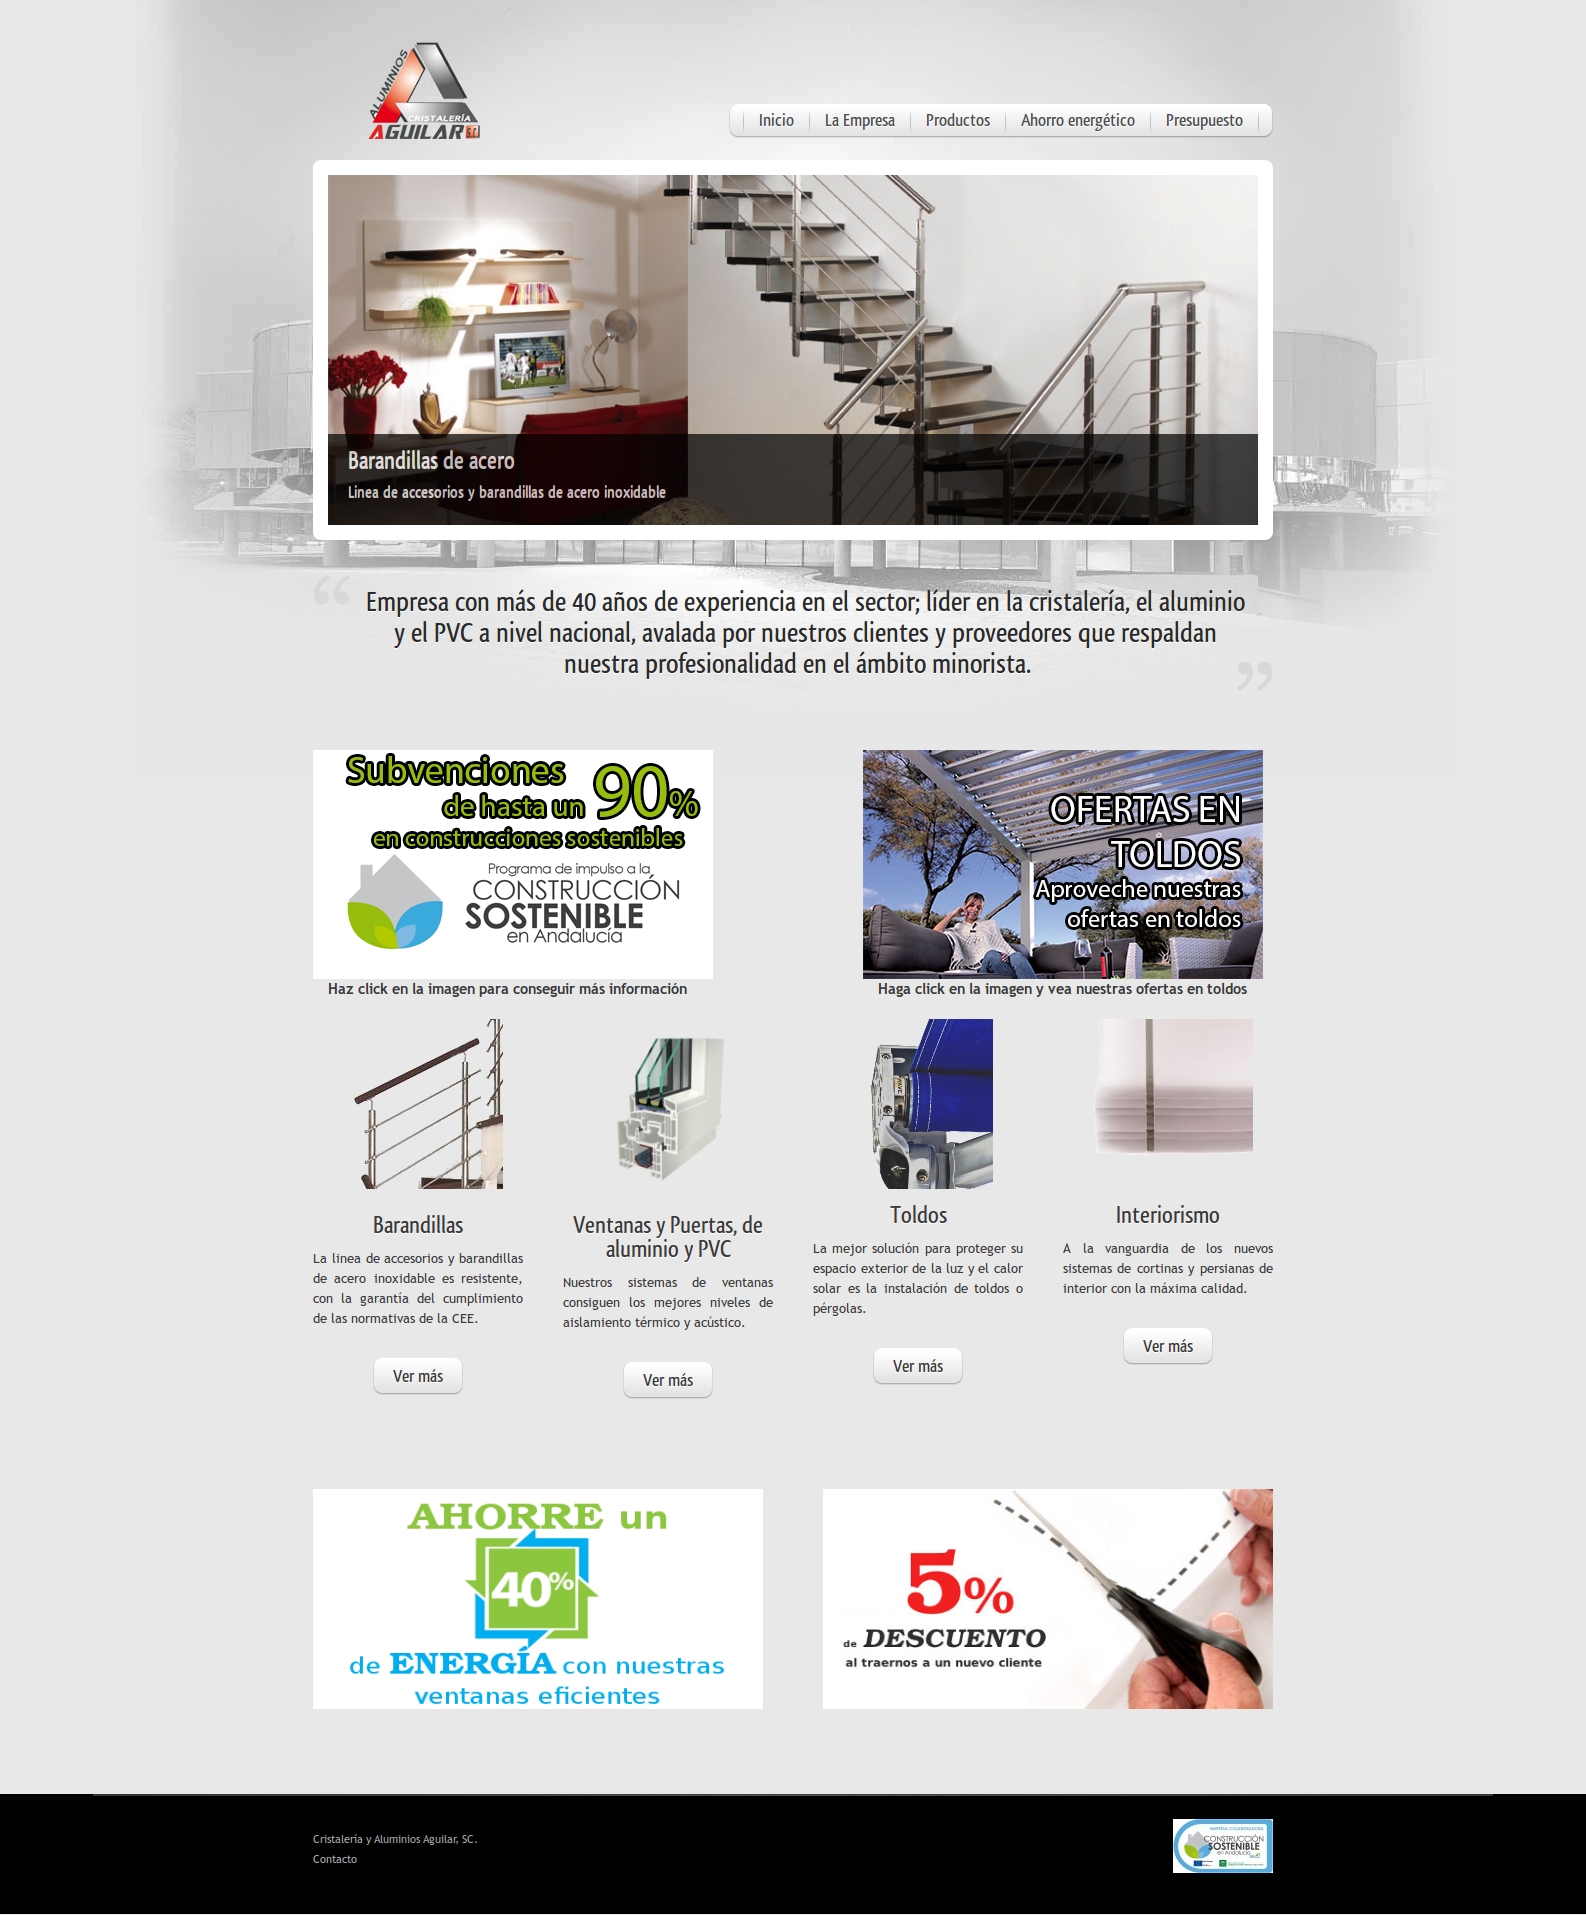 ALUMINIOS
CRISTALERÍA
AGUILAR S.C.
Inicio
La Empresa
Productos
Ahorro energético
Presupuesto
Barandillas de acero
Linea de accesorios y barandillas de acero inoxidable
“ Empresa con más de 40 años de experiencia en el sector; líder en la cristalería, el aluminio
y el PVC a nivel nacional, avalada por nuestros clientes y proveedores que respaldan
nuestra profesionalidad en el ámbito minorista. ”
Subvenciones
de hasta un 90%
en construcciones sostenibles
Programa de impulso a la
CONSTRUCCIÓN
SOSTENIBLE
en Andalucía
Haz click en la imagen para conseguir más información
OFERTAS EN
TOLDOS
Aproveche nuestras
ofertas en toldos
Haga click en la imagen y vea nuestras ofertas en toldos
Barandillas
La linea de accesorios y barandillas
de acero inoxidable es resistente,
con la garantía del cumplimiento
de las normativas de la CEE.
Ver más
Ventanas y Puertas, de
aluminio y PVC
Nuestros sistemas de ventanas
consiguen los mejores niveles de
aislamiento térmico y acústico.
Ver más
Toldos
La mejor solución para proteger su
espacio exterior de la luz y el calor
solar es la instalación de toldos o
pérgolas.
Ver más
Interiorismo
A la vanguardia de los nuevos
sistemas de cortinas y persianas de
interior con la máxima calidad.
Ver más
AHORRE un
40%
de ENERGÍA con nuestras
ventanas eficientes
5%
de DESCUENTO
al traernos a un nuevo cliente
Cristalería y Aluminios Aguilar, SC.
Contacto
EMPRESA COLABORADORA
CONSTRUCCIÓN
SOSTENIBLE
en Andalucía